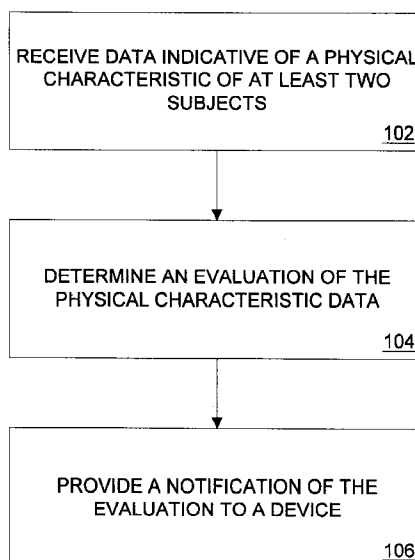 RECEIVE DATA INDICATIVE OF A PHYSICAL
CHARACTERISTIC OF AT LEAST TWO
SUBJECTS
102
DETERMINE AN EVALUATION OF THE
PHYSICAL CHARACTERISTIC DATA
104
PROVIDE A NOTIFICATION OF THE
EVALUATION TO A DEVICE
106